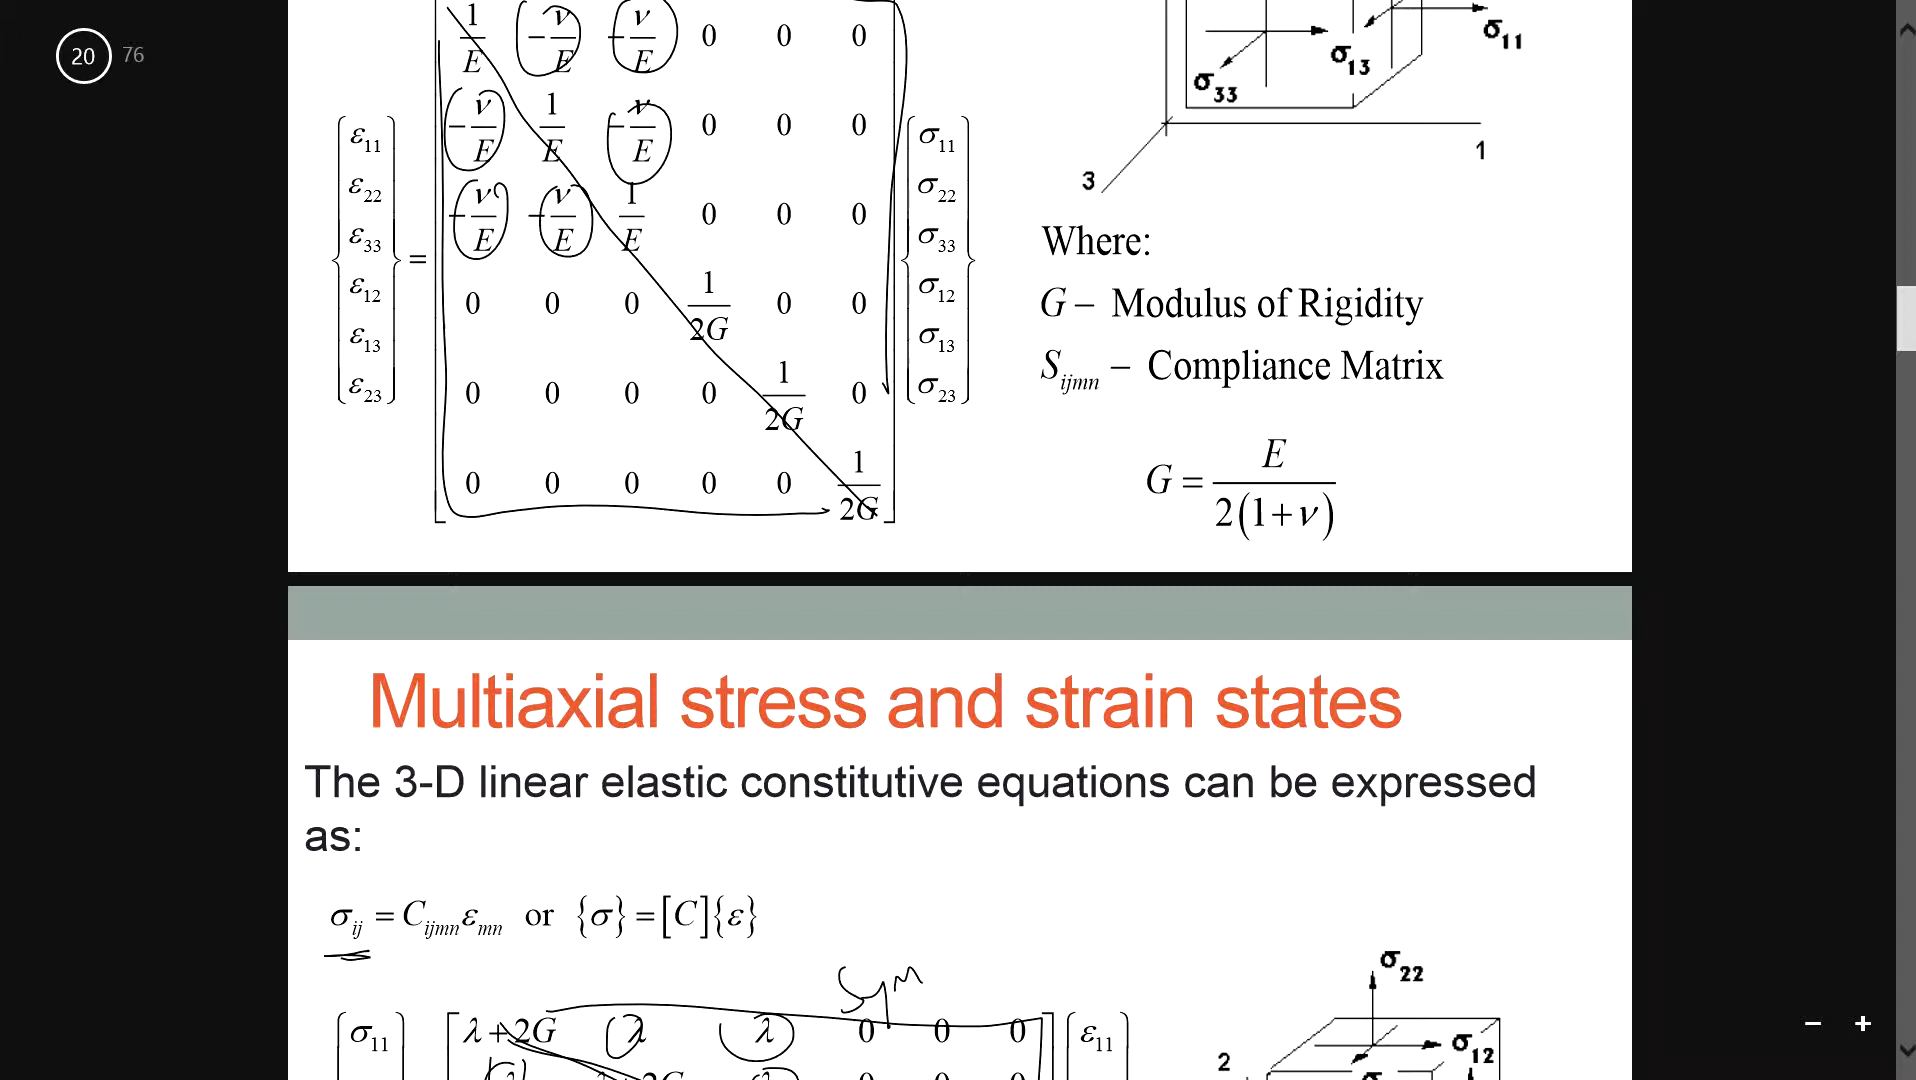 20 76
1/E -ν/E -ν/E 0 0 0
-ν/E 1/E -ν/E 0 0 0
-ν/E -ν/E 1/E 0 0 0
0 0 0 1/2G 0 0
0 0 0 0 1/2G 0
0 0 0 0 0 1/2G
ε11
ε22
ε33
ε12
ε13
ε23
=
σ11
σ22
σ33
σ12
σ13
σ23
σ11
σ13
σ33
1
3
Where:
G – Modulus of Rigidity
Sijmn – Compliance Matrix
G = E/2(1+ν)
Multiaxial stress and strain states
The 3-D linear elastic constitutive equations can be expressed
as:
σij = Cijmn εmn or {σ} = [C]{ε}
Sym
σ11 λ+2G λ λ 0 0 0 ε11
σ22
σ12
2
− +